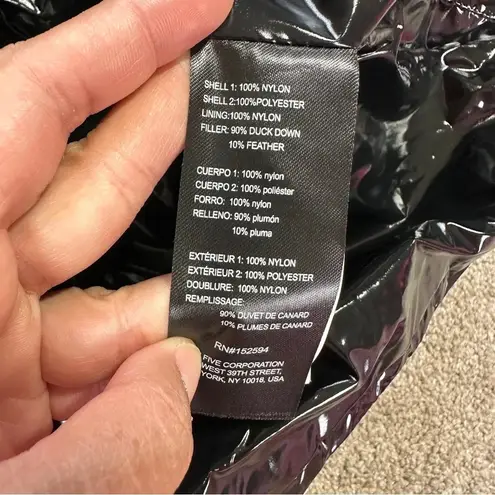 SHELL 1: 100% NYLON
SHELL 2:100%POLYESTER
LINING:100% NYLON
FILLER: 90% DUCK DOWN
10% FEATHER
CUERPO 1: 100% nylon
CUERPO 2: 100% poliéster
FORRO: 100% nylon
RELLENO: 90% plumón
10% pluma
EXTÉRIEUR 1: 100% NYLON
EXTÉRIEUR 2: 100% POLYESTER
DOUBLURE: 100% NYLON
REMPLISSAGE:
90% DUVET DE CANARD
10% PLUMES DE CANARD
RN#152594
FIVE CORPORATION
WEST 39TH STREET,
YORK, NY 10018, USA